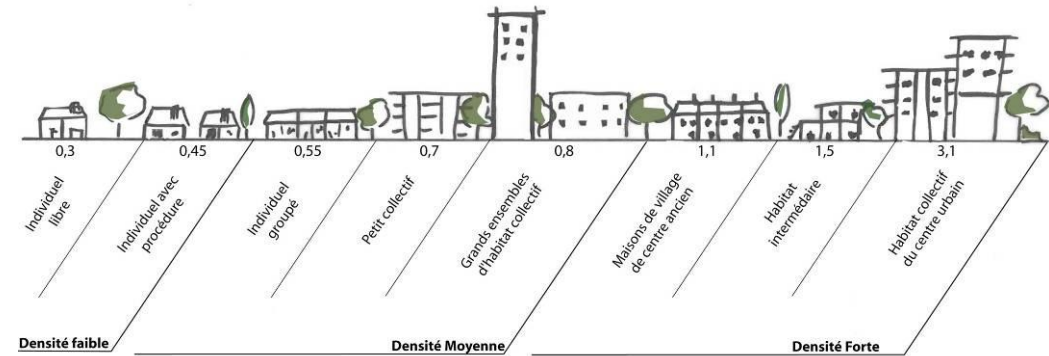 0,3
0,45
0,55
0,7
0,8
1,1
1,5
3,1
Individuel
libre
Individuel avec
procédure
Individuel
groupé
Petit collectif
Grands ensembles
d'habitat collectif
Maisons de village
de centre ancien
Habitat
intermédaire
Habitat collectif
du centre urbain
Densité faible
Densité Moyenne
Densité Forte